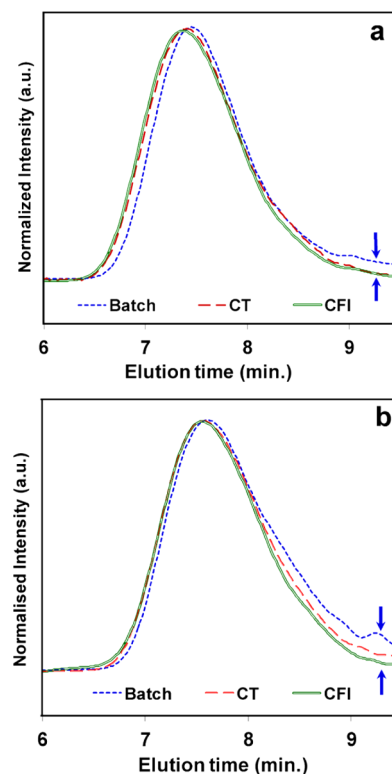 a
Normalized Intensity (a.u.)
Batch CT CFI
6 7 8 9
Elution time (min.)
b
Normalised Intensity (a.u.)
Batch CT CFI
6 7 8 9
Elution time (min.)